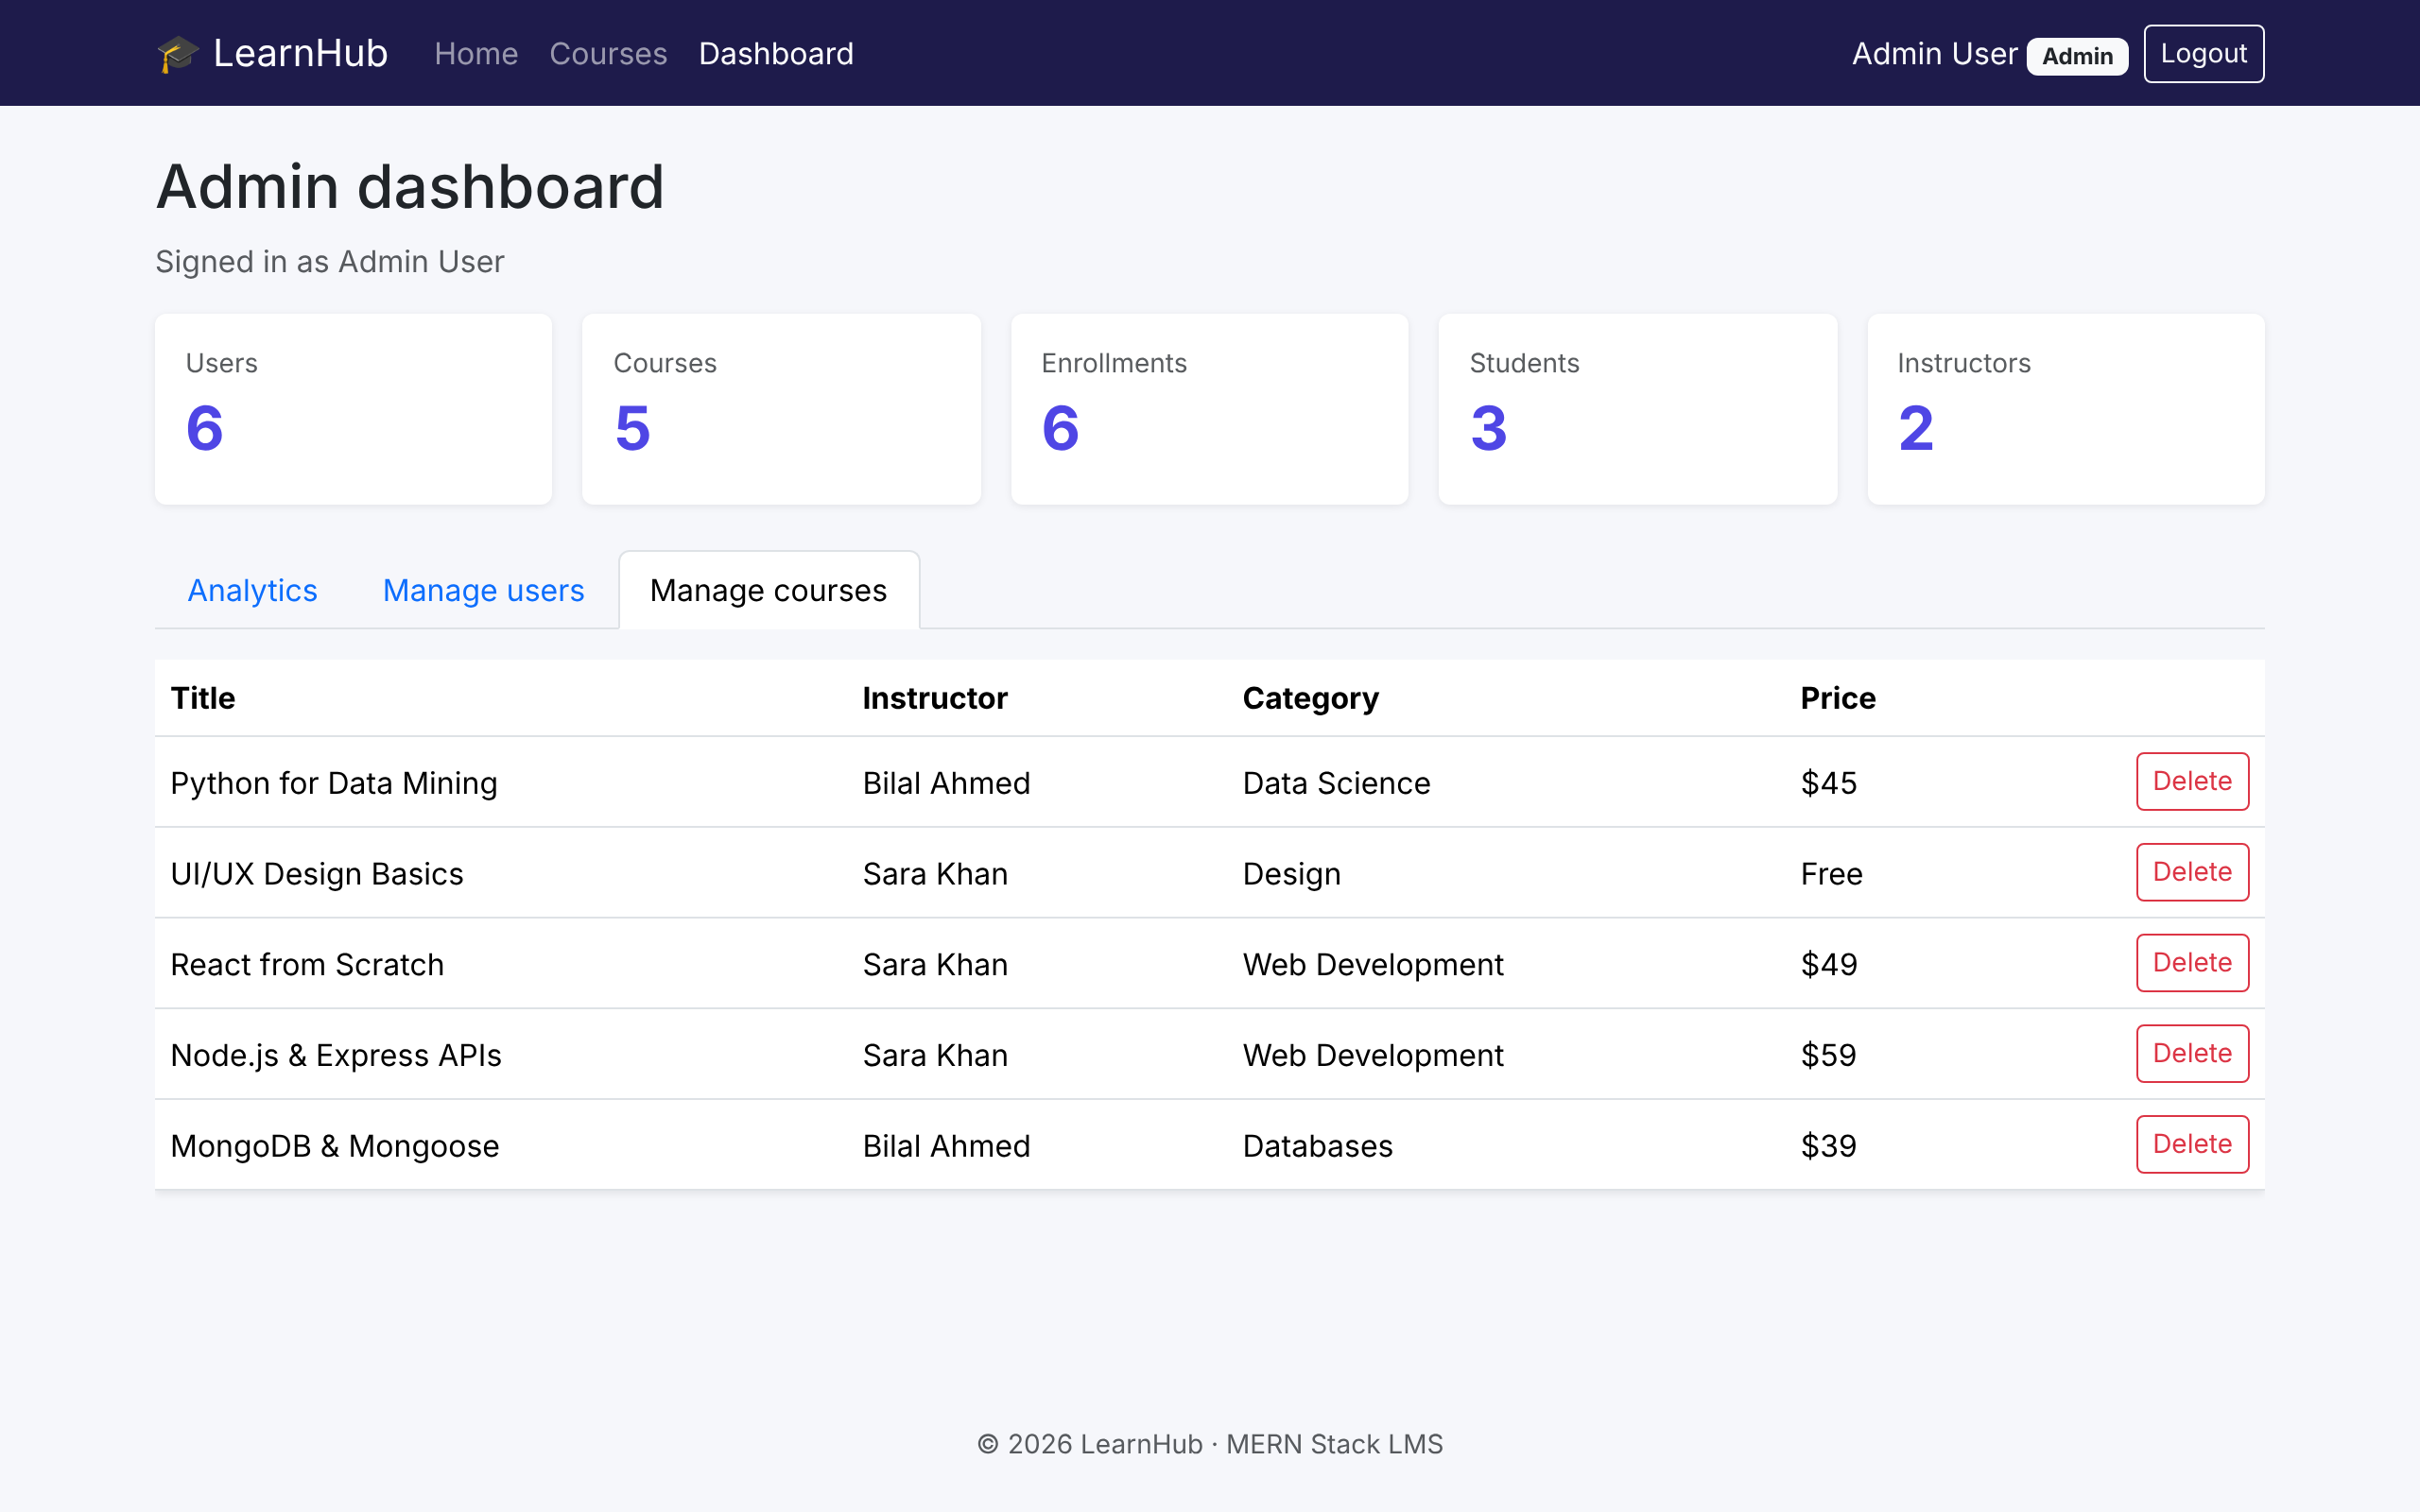 🎓 LearnHub Home Courses Dashboard Admin User Admin Logout
Admin dashboard
Signed in as Admin User
Users Courses Enrollments Students Instructors
6 5 6 3 2
Analytics Manage users Manage courses
Title Instructor Category Price
Python for Data Mining Bilal Ahmed Data Science $45 Delete
UI/UX Design Basics Sara Khan Design Free Delete
React from Scratch Sara Khan Web Development $49 Delete
Node.js & Express APIs Sara Khan Web Development $59 Delete
MongoDB & Mongoose Bilal Ahmed Databases $39 Delete
© 2026 LearnHub · MERN Stack LMS